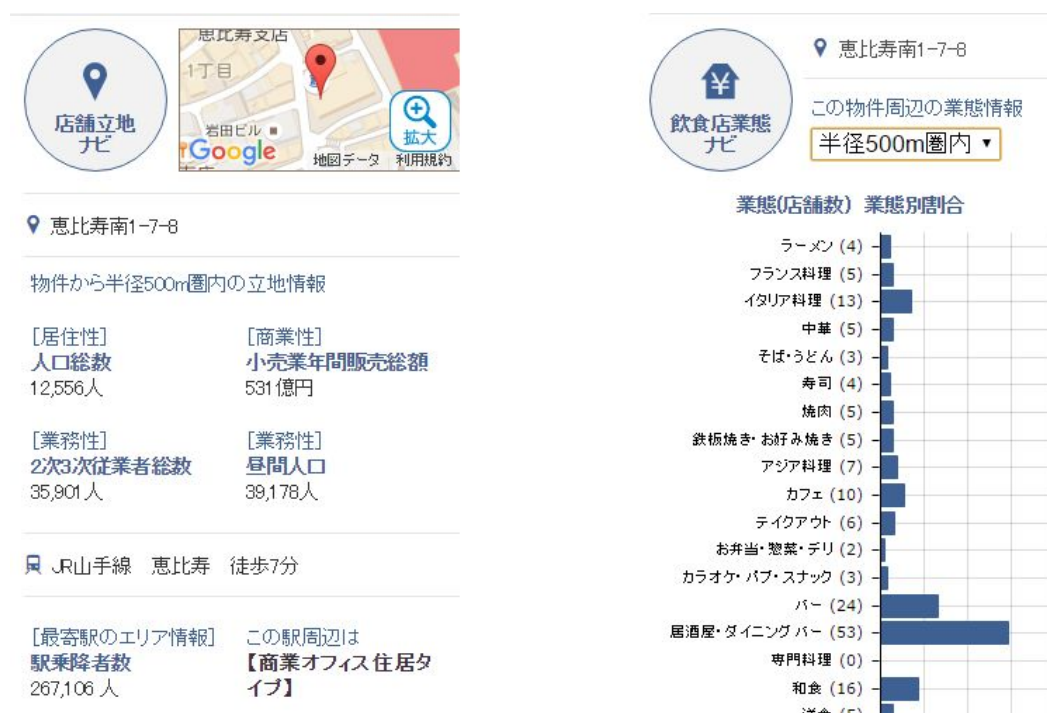 店舗立地
ナビ
恵比寿支店
1丁目
岩田ビル
Google
地図データ
利用規約
拡大
恵比寿南1-7-8
物件から半径500m圏内の立地情報
[居住性]
人口総数
12,556人
[商業性]
小売業年間販売総額
531億円
[業務性]
2次3次従業者総数
35,901人
[業務性]
昼間人口
39,178人
JR山手線 恵比寿 徒歩7分
[最寄駅のエリア情報]
駅乗降者数
267,106 人
この駅周辺は
【商業オフィス住居タ
イプ】
飲食店業態
ナビ
恵比寿南1-7-8
この物件周辺の業態情報
半径500m圏内 ▼
業態(店舗数) 業態別割合
ラーメン (4)
フランス料理 (5)
イタリア料理 (13)
中華 (5)
そば・うどん (3)
寿司 (4)
焼肉 (5)
鉄板焼き・お好み焼き (5)
アジア料理 (7)
カフェ (10)
テイクアウト (6)
お弁当・惣菜・デリ (2)
カラオケ・パブ・スナック (3)
バー (24)
居酒屋・ダイニングバー (53)
専門料理 (0)
和食 (16)
洋食 (5)